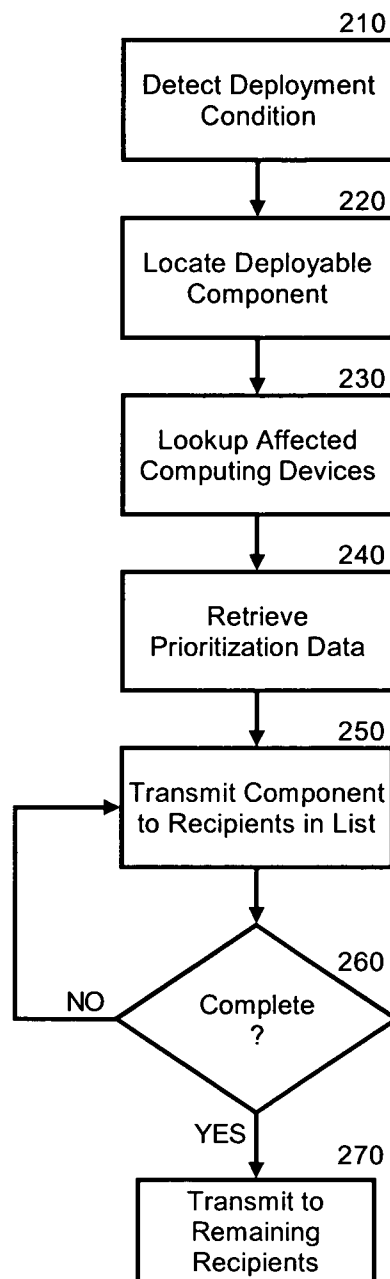 210
Detect Deployment
Condition
220
Locate Deployable
Component
230
Lookup Affected
Computing Devices
240
Retrieve
Prioritization Data
250
Transmit Component
to Recipients in List
260
Complete
?
NO
YES
270
Transmit to
Remaining
Recipients